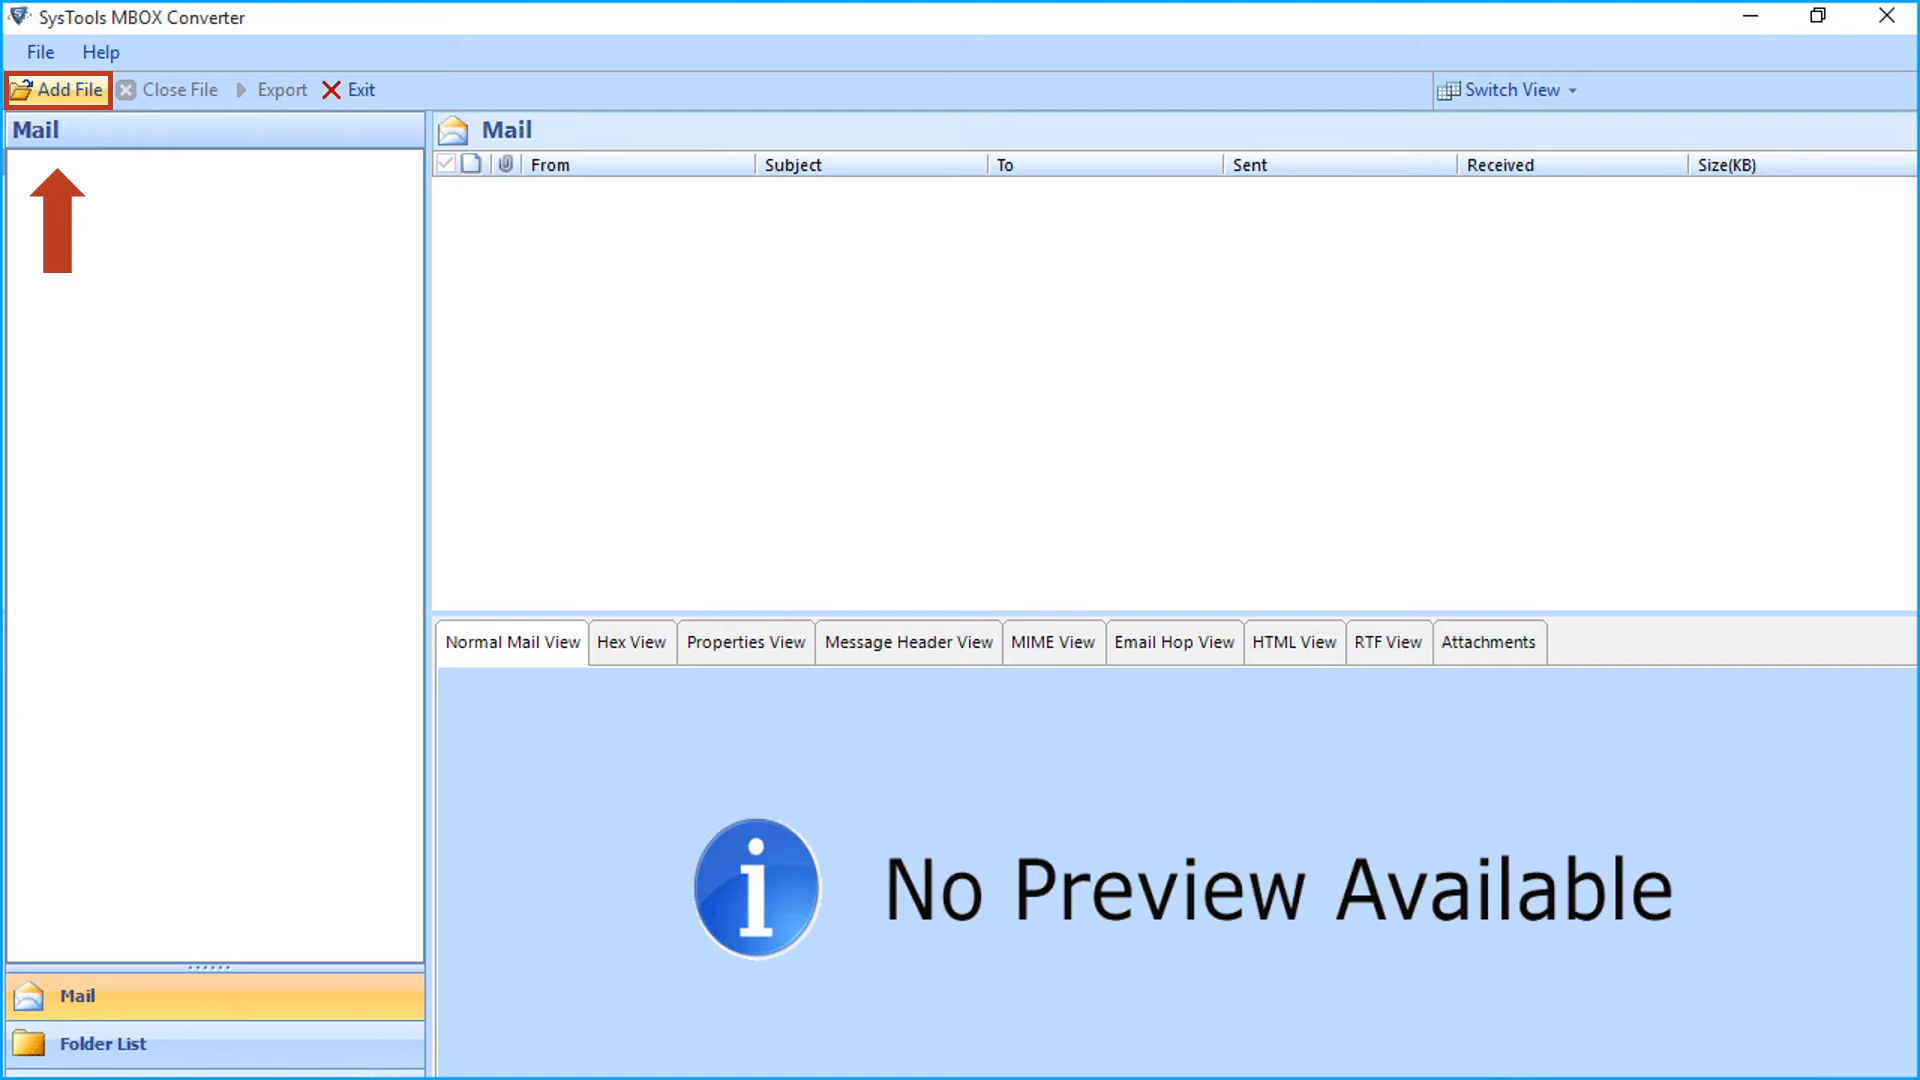 SysTools MBOX Converter
File Help
Add File Close File Export Exit Switch View
Mail
Mail
From Subject To Sent Received Size(KB)
Normal Mail View Hex View Properties View Message Header View MIME View Email Hop View HTML View RTF View Attachments
No Preview Available
Mail
Folder List